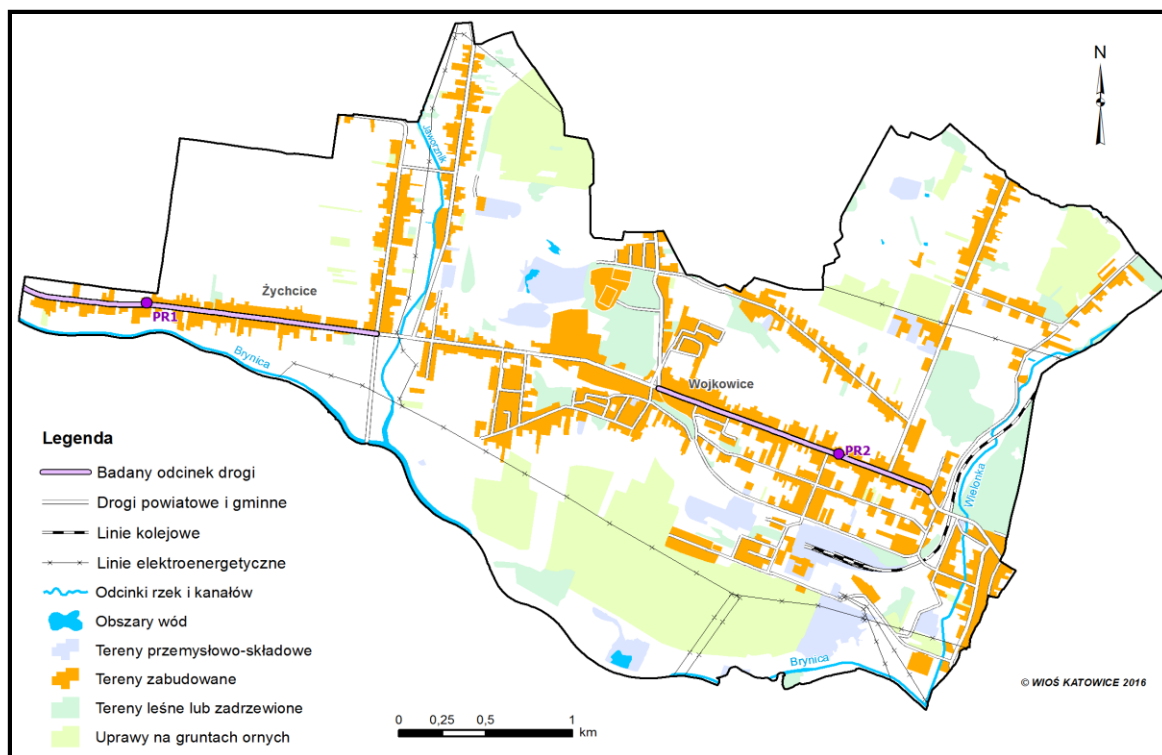 N
Jaworznik
Żychcice
PR1
Brynica
Wojkowice
PR2
Wielonka
Brynica
Legenda
Badany odcinek drogi
Drogi powiatowe i gminne
Linie kolejowe
Linie elektroenergetyczne
Odcinki rzek i kanałów
Obszary wód
Tereny przemysłowo-składowe
Tereny zabudowane
Tereny leśne lub zadrzewione
Uprawy na gruntach ornych
0 0,25 0,5 1
km
© WIOŚ KATOWICE 2016